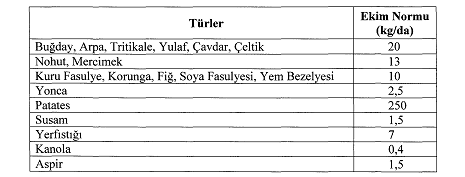 Türler Ekim Normu
(kg/da)
Buğday, Arpa, Tritikale, Yulaf, Çavdar, Çeltik 20
Nohut, Mercimek 13
Kuru Fasulye, Korunga, Fiğ, Soya Fasulyesi, Yem Bezelyesi 10
Yonca 2,5
Patates 250
Susam 1,5
Yerfıstığı 7
Kanola 0,4
Aspir 1,5